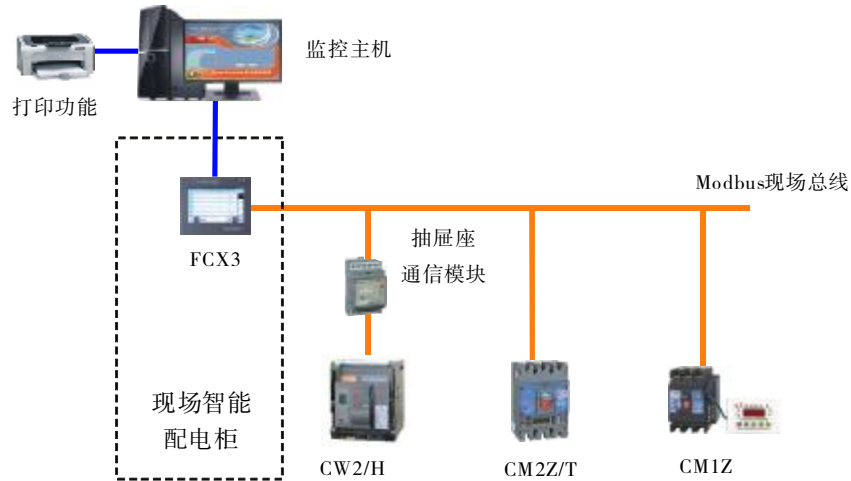 监控主机
打印功能
Modbus现场总线
抽屉座
通信模块
FCX3
现场智能
配电柜
CW2/H
CM2Z/T
CM1Z